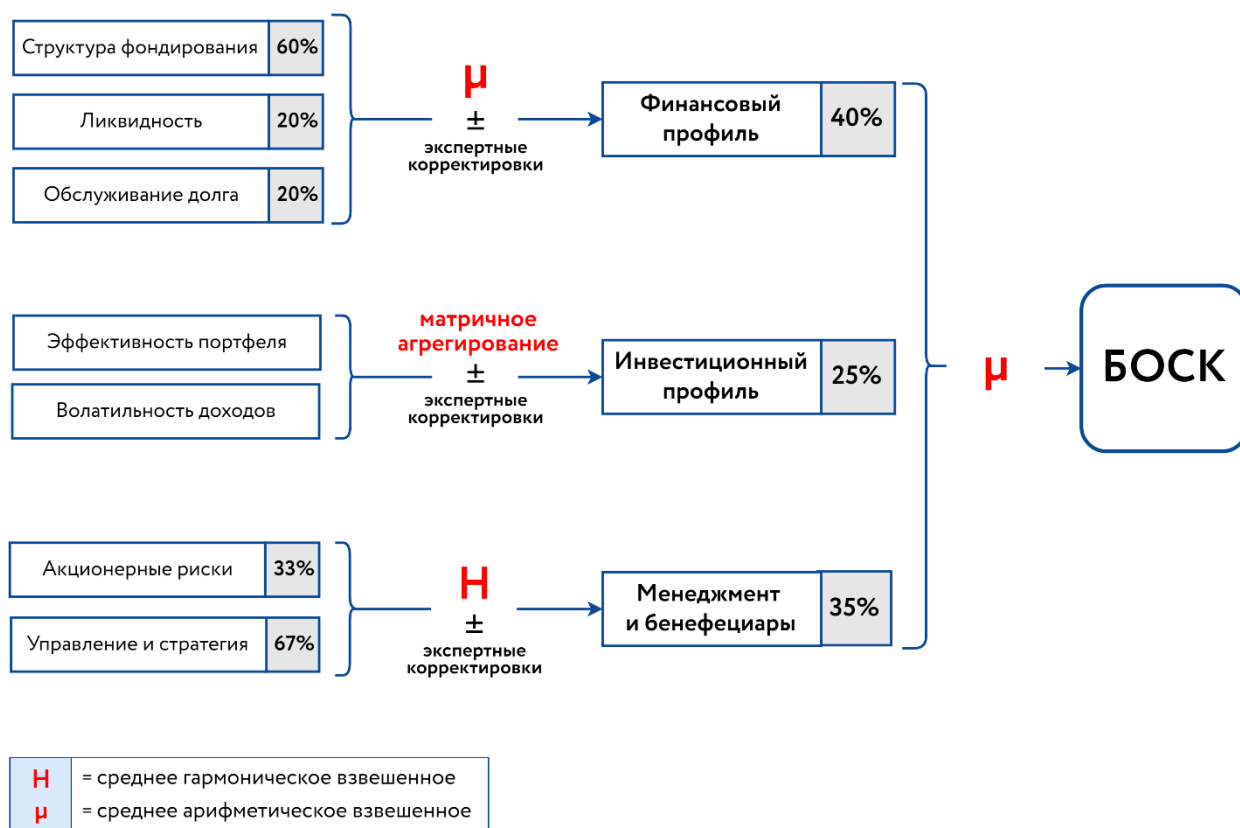 Структура фондирования 60%
Ликвидность 20%
Обслуживание долга 20%
μ
±
экспертные
корректировки
Финансовый
профиль
40%
Эффективность портфеля
Волатильность доходов
матричное
агрегирование
±
экспертные
корректировки
Инвестиционный
профиль
25%
Акционерные риски 33%
Управление и стратегия 67%
H
±
экспертные
корректировки
Менеджмент
и бенефециары
35%
μ
БОСК
H = среднее гармоническое взвешенное
μ = среднее арифметическое взвешенное